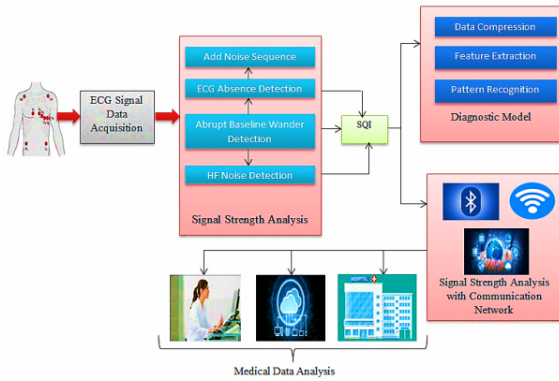 ECG Signal
Data
Acquisition
Add Noise Sequence
ECG Absence Detection
Abrupt Baseline Wander
Detection
HF Noise Detection
Signal Strength Analysis
SQI
Data Compression
Feature Extraction
Pattern Recognition
Diagnostic Model
Signal Strength Analysis
with Communication
Network
HOSPITAL
Medical Data Analysis